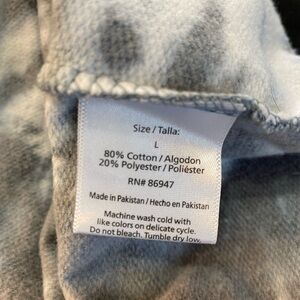 Size / Talla:
L
80% Cotton / Algodon
20% Polyester / Poliéster
RN# 86947
Made in Pakistan / Hecho en Pakistan
Machine wash cold with
like colors on delicate cycle.
Do not bleach. Tumble dry low,